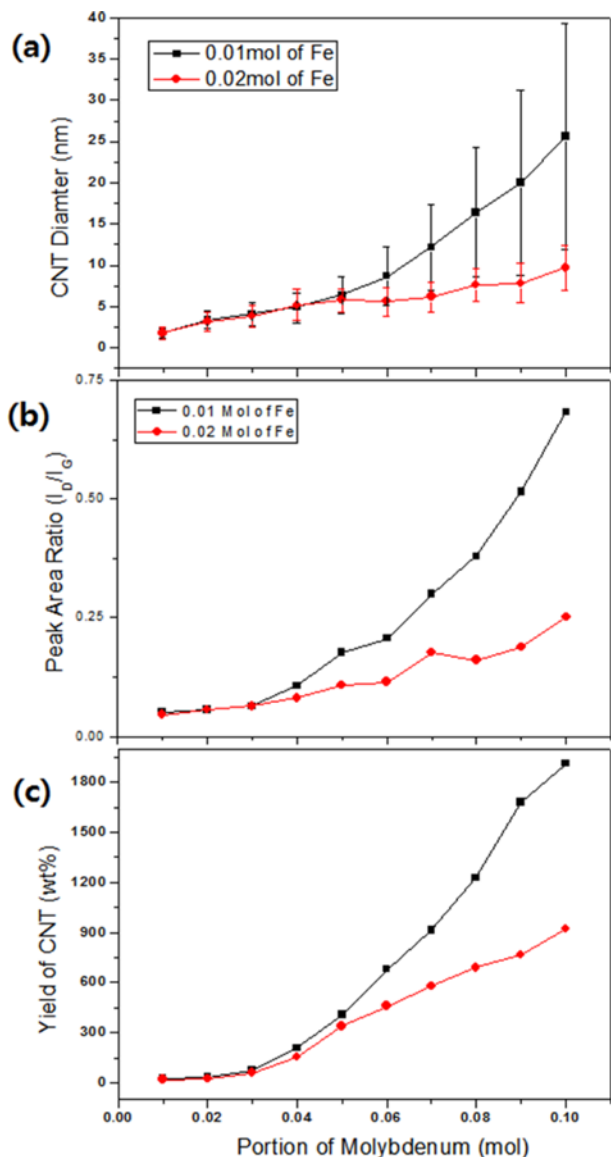 (a)
0.01mol of Fe
0.02mol of Fe
CNT Diamter (nm)
40
35
30
25
20
15
10
5
0
(b)
0.01 Mol of Fe
0.02 Mol of Fe
Peak Area Ratio (I_D/I_G)
0.75
0.50
0.25
0.00
(c)
Yield of CNT (wt%)
1800
1500
1200
900
600
300
0
0.00 0.02 0.04 0.06 0.08 0.10
Portion of Molybdenum (mol)